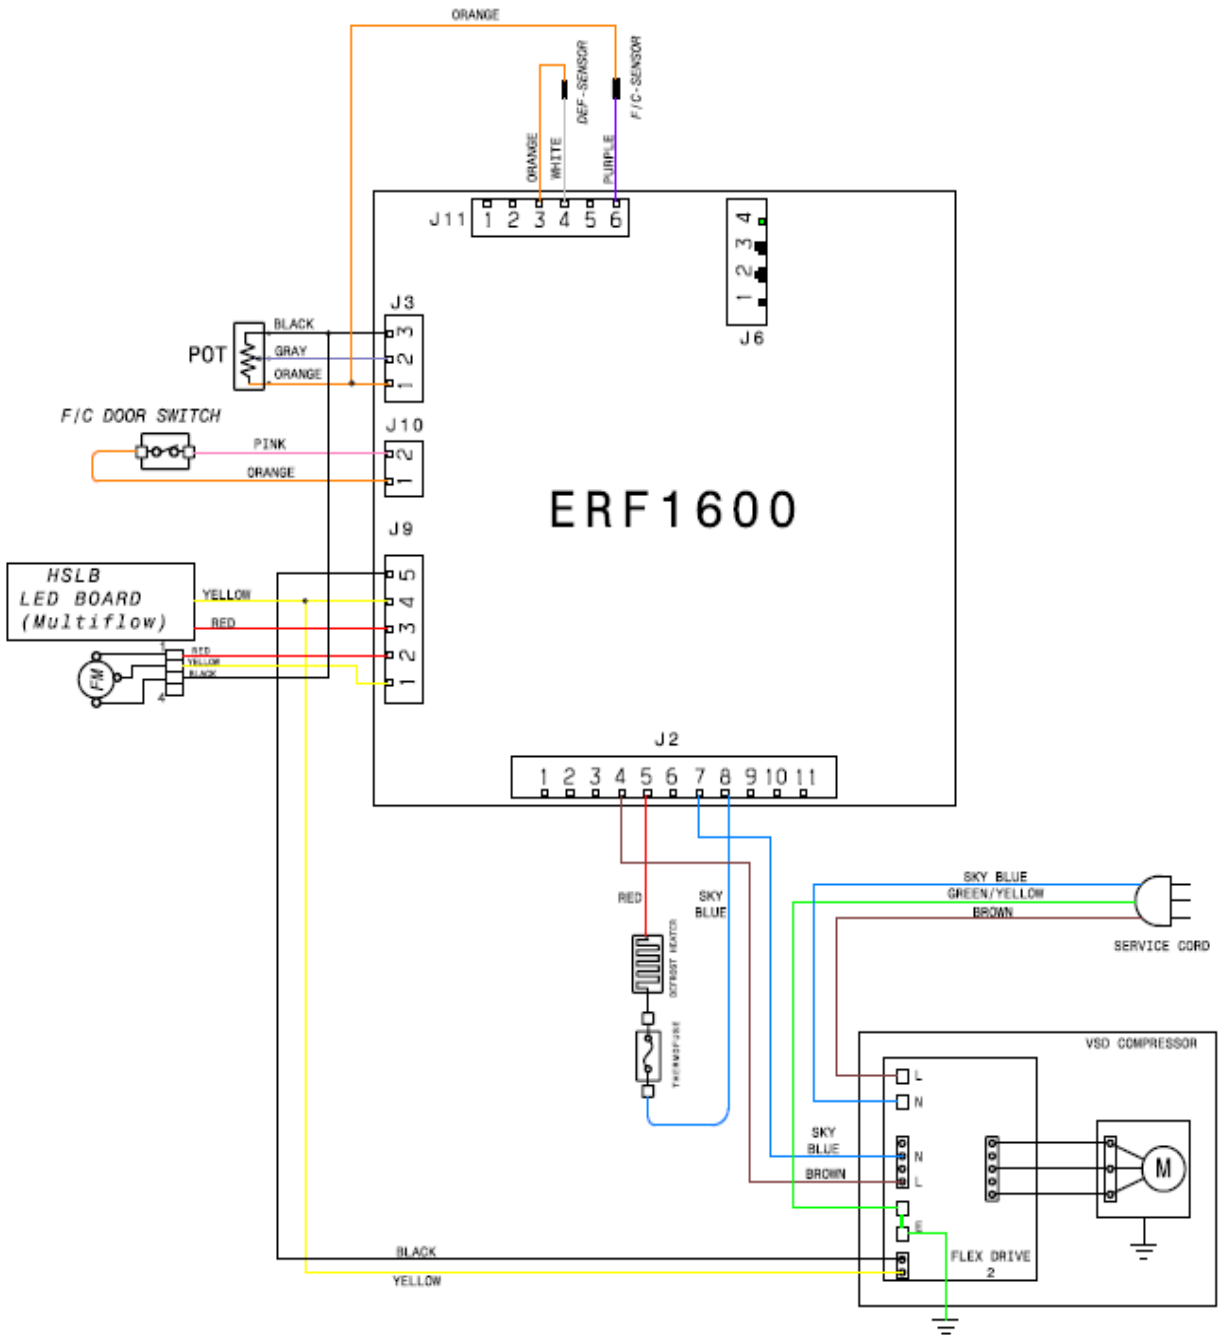 ORANGE
DEF-SENSOR
F/C-SENSOR
ORANGE
WHITE
PURPLE
J11
1 2 3 4 5 6
4
3
2
1
J6
J3
POT
BLACK
GRAY
ORANGE
3
2
1
F/C DOOR SWITCH
J10
PINK
ORANGE
2
1
ERF1600
J9
HSLB
LED BOARD
(Multiflow)
YELLOW
RED
5
4
3
2
1
FM
1
4
RED
YELLOW
BLACK
J2
1 2 3 4 5 6 7 8 9 10 11
RED
SKY
BLUE
DEFROST HEATER
THERMOFUSE
SKY BLUE
GREEN/YELLOW
BROWN
SERVICE CORD
VSD COMPRESSOR
L
N
SKY
BLUE
N
BROWN
L
E
M
FLEX DRIVE
2
BLACK
YELLOW